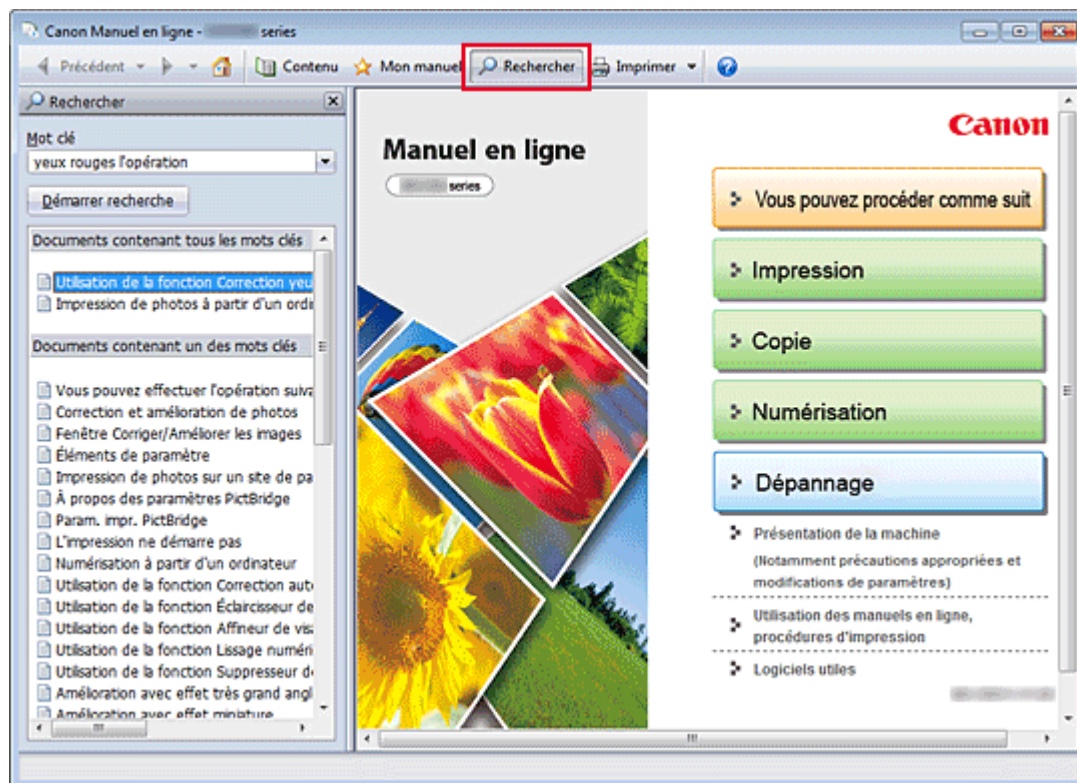 Canon Manuel en ligne - series
Précédent
Contenu
Mon manuel
Rechercher
Imprimer
Rechercher
Mot clé
yeux rouges l'opération
Démarrer recherche
Documents contenant tous les mots clés
Utilisation de la fonction Correction yeu
Impression de photos à partir d'un ordi
Documents contenant un des mots clés
Vous pouvez effectuer l'opération suiva
Correction et amélioration de photos
Fenêtre Corriger/Améliorer les images
Éléments de paramètre
Impression de photos sur un site de pa
À propos des paramètres PictBridge
Param. impr. PictBridge
L'impression ne démarre pas
Numérisation à partir d'un ordinateur
Utilisation de la fonction Correction auto
Utilisation de la fonction Éclaircisseur de
Utilisation de la fonction Affineur de visa
Utilisation de la fonction Lissage numéri
Utilisation de la fonction Suppresseur d
Amélioration avec effet très grand angl
Amélioration avec effet miniature
Manuel en ligne
series
Canon
Vous pouvez procéder comme suit
Impression
Copie
Numérisation
Dépannage
Présentation de la machine
(Notamment précautions appropriées et
modifications de paramètres)
Utilisation des manuels en ligne,
procédures d'impression
Logiciels utiles